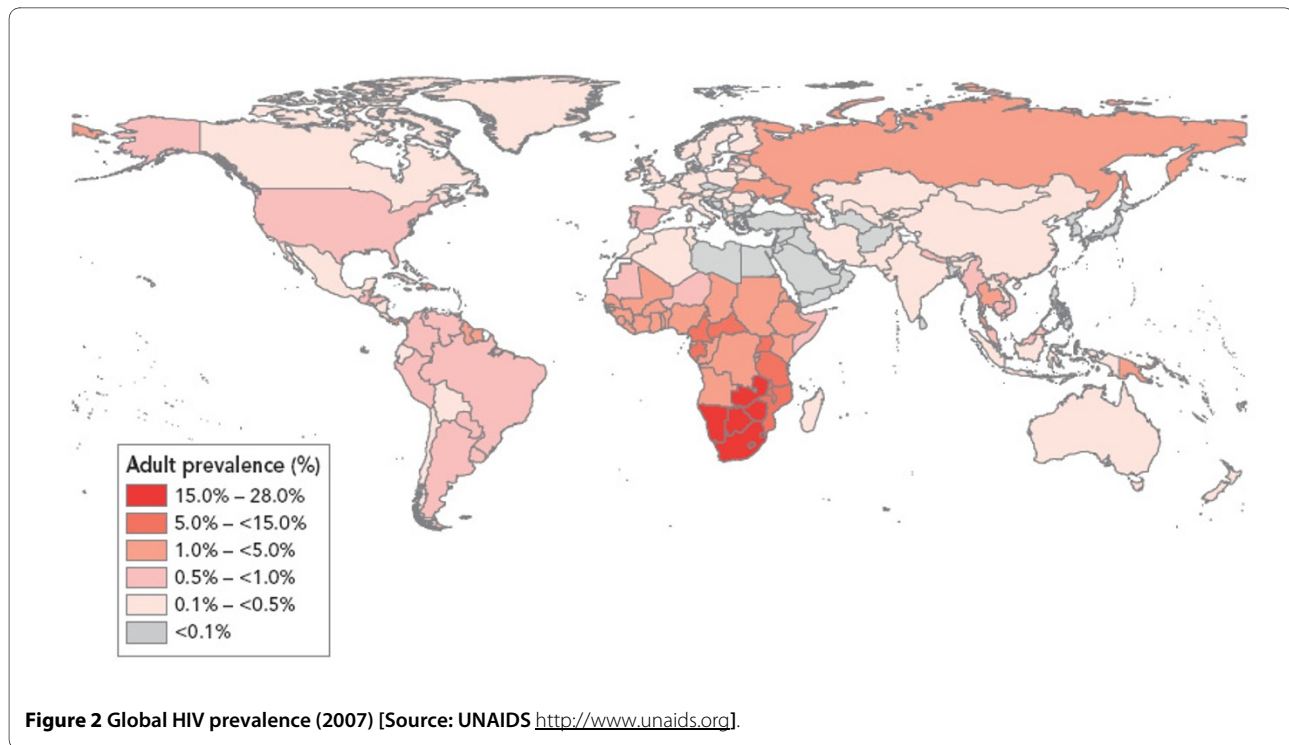 Adult prevalence (%)
15.0% – 28.0%
5.0% – <15.0%
1.0% – <5.0%
0.5% – <1.0%
0.1% – <0.5%
<0.1%
Figure 2 Global HIV prevalence (2007) [Source: UNAIDS http://www.unaids.org].